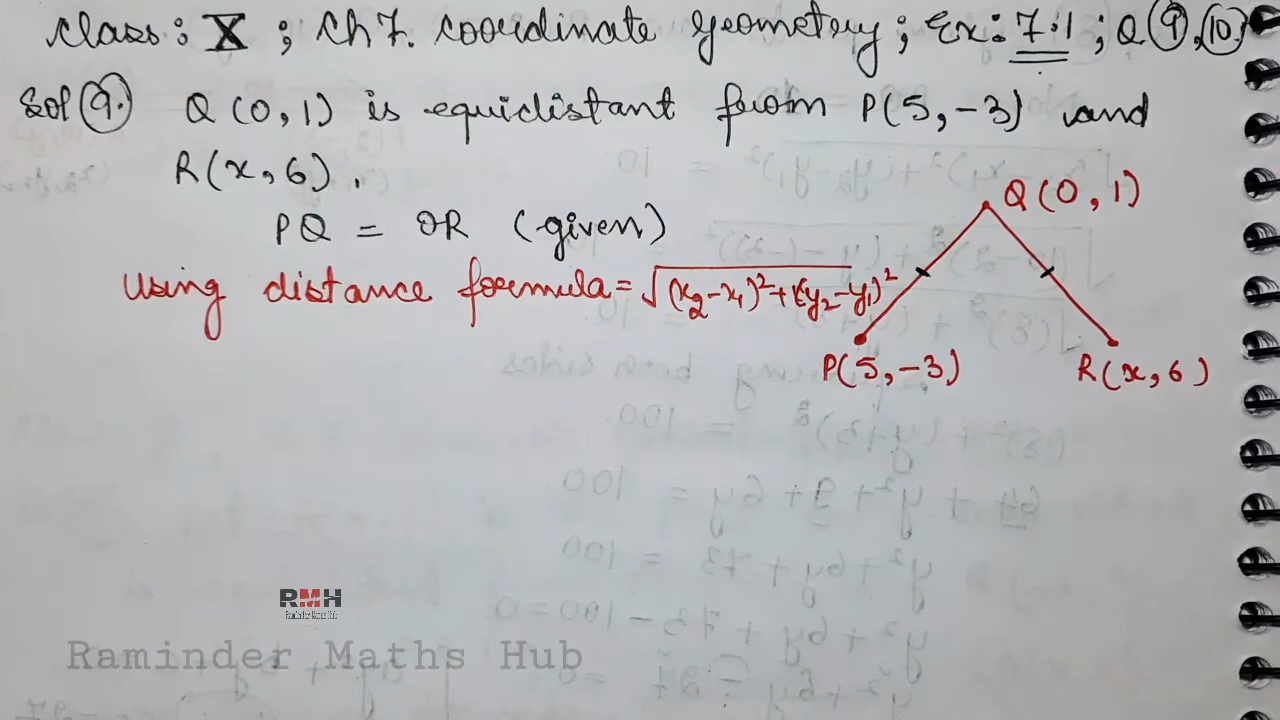 Class: X ; Ch 7. Coordinate geometry ; Ex: 7.1 ; Q 9, 10
Sol 9. Q(0, 1) is equidistant from P(5, -3) and
R(x, 6).
PQ = QR (given)
Using distance formula = √(x₂-x₁)²+(y₂-y₁)²
Q(0, 1)
P(5, -3)
R(x, 6)
RMH
Raminder Maths Hub